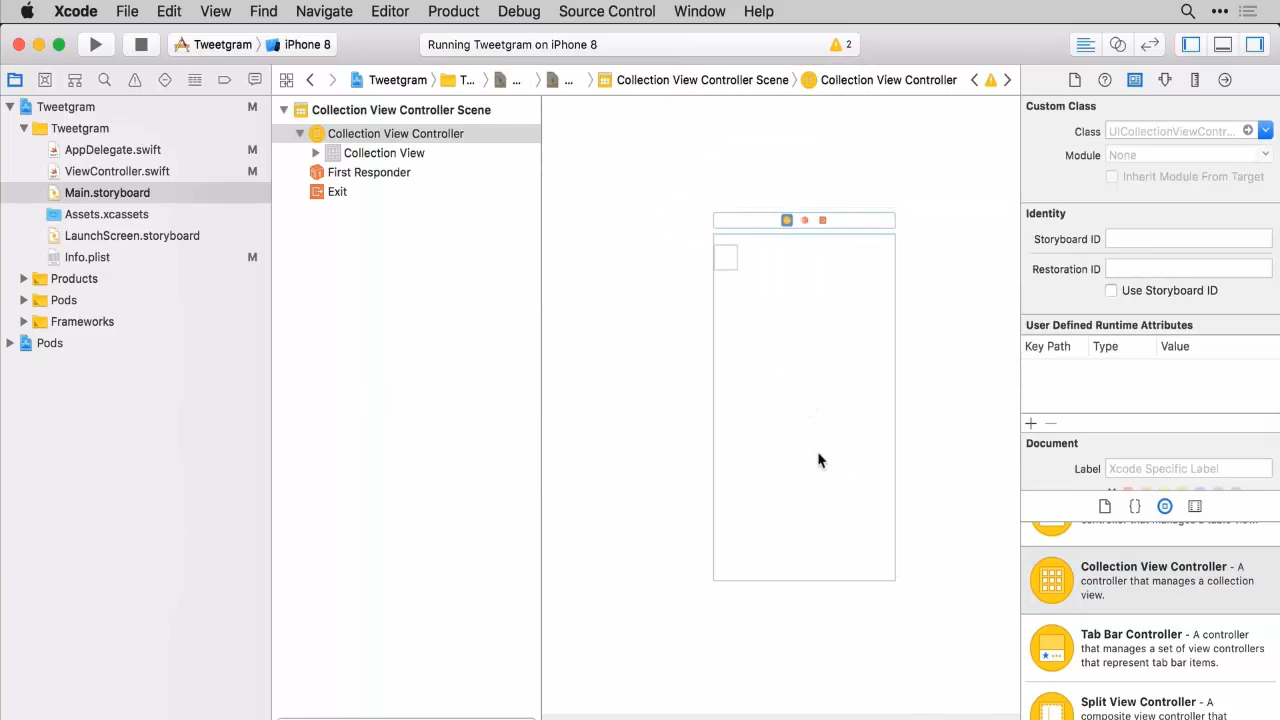 Xcode File Edit View Find Navigate Editor Product Debug Source Control Window Help
Tweetgram iPhone 8
Running Tweetgram on iPhone 8
2
Tweetgram T... ... ... Collection View Controller Scene Collection View Controller
Tweetgram M
Tweetgram
AppDelegate.swift M
ViewController.swift M
Main.storyboard
Assets.xcassets
LaunchScreen.storyboard
Info.plist M
Products
Pods
Frameworks
Pods
Collection View Controller Scene
Collection View Controller
Collection View
First Responder
Exit
Custom Class
Class UICollectionViewContr...
Module None
Inherit Module From Target
Identity
Storyboard ID
Restoration ID
Use Storyboard ID
User Defined Runtime Attributes
Key Path Type Value
Document
Label Xcode Specific Label
controller that manages a table view.
Collection View Controller - A
controller that manages a collection
view.
Tab Bar Controller - A controller
that manages a set of view controllers
that represent tab bar items.
Split View Controller - A
composite view controller that